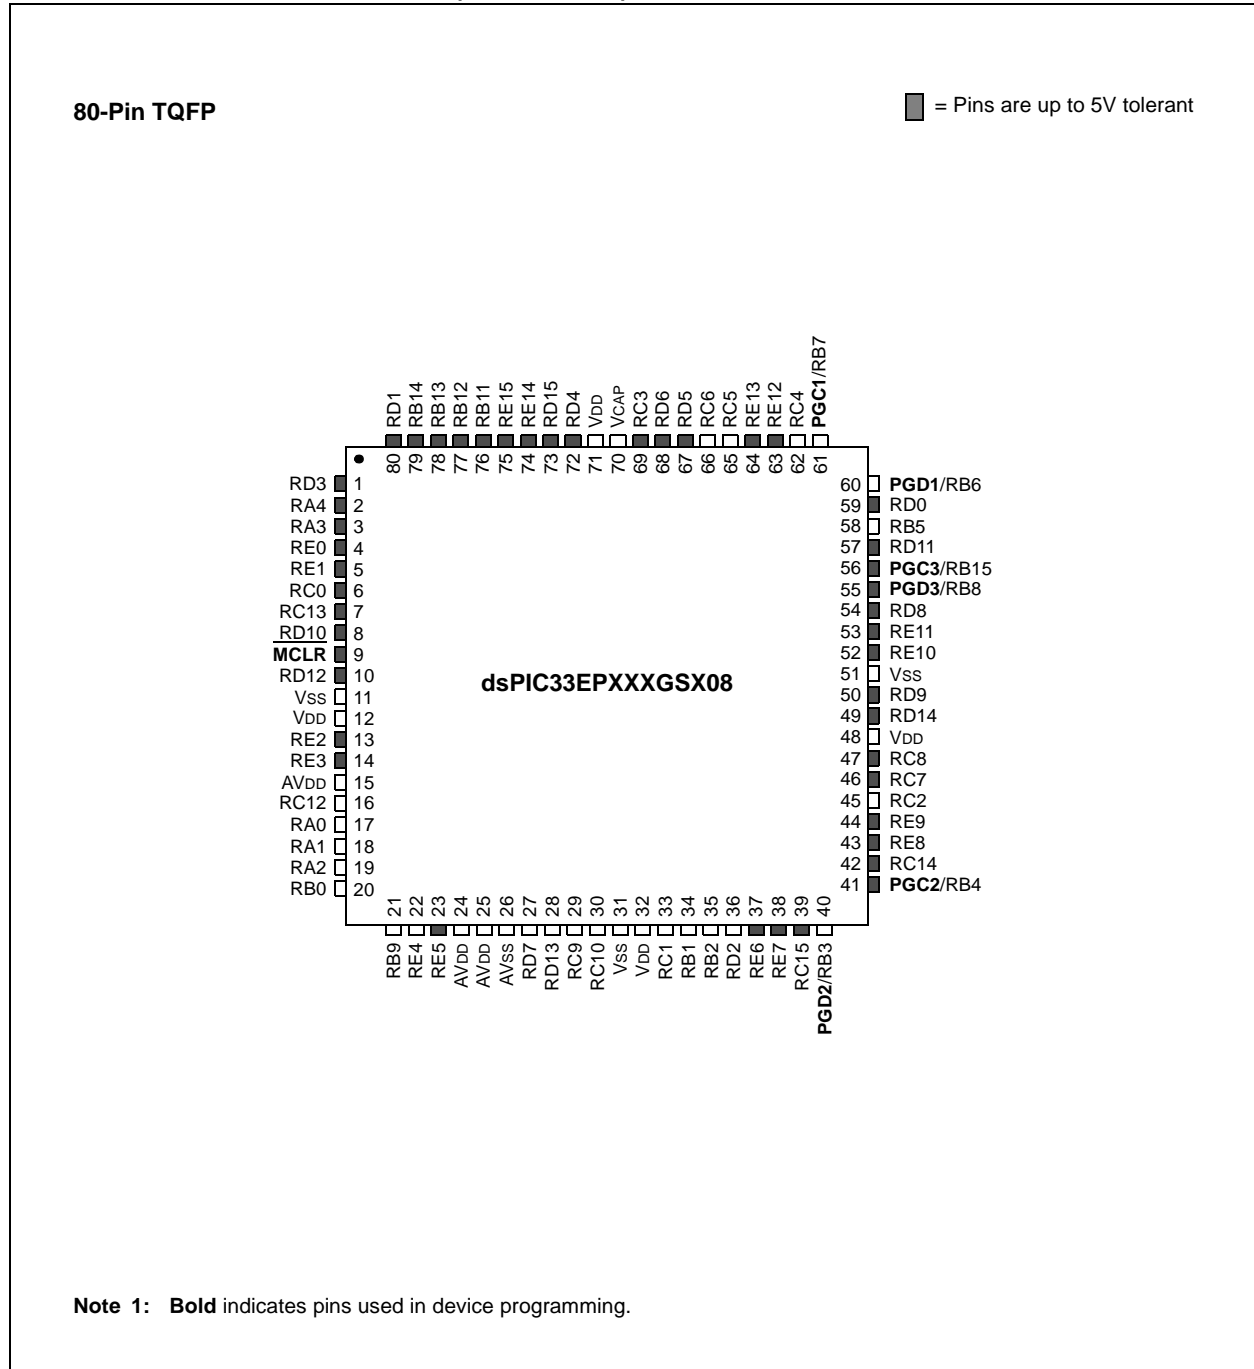 80-Pin TQFP
= Pins are up to 5V tolerant
80 RD1
79 RB14
78 RB13
77 RB12
76 RB11
75 RE15
74 RE14
73 RD15
72 RD4
71 VDD
70 VCAP
69 RC3
68 RD6
67 RD5
66 RC6
65 RC5
64 RE13
63 RE12
62 RC4
61 PGC1/RB7
RD3 1
RA4 2
RA3 3
RE0 4
RE1 5
RC0 6
RC13 7
RD10 8
MCLR 9
RD12 10
VSS 11
VDD 12
RE2 13
RE3 14
AVDD 15
RC12 16
RA0 17
RA1 18
RA2 19
RB0 20
dsPIC33EPXXXGSX08
60 PGD1/RB6
59 RD0
58 RB5
57 RD11
56 PGC3/RB15
55 PGD3/RB8
54 RD8
53 RE11
52 RE10
51 VSS
50 RD9
49 RD14
48 VDD
47 RC8
46 RC7
45 RC2
44 RE9
43 RE8
42 RC14
41 PGC2/RB4
RB9 21
RE4 22
RE5 23
AVDD 24
AVDD 25
AVSS 26
RD7 27
RD13 28
RC9 29
RC10 30
VSS 31
VDD 32
RC1 33
RB1 34
RB2 35
RD2 36
RE6 37
RE7 38
RC15 39
PGD2/RB3 40
Note 1: Bold indicates pins used in device programming.